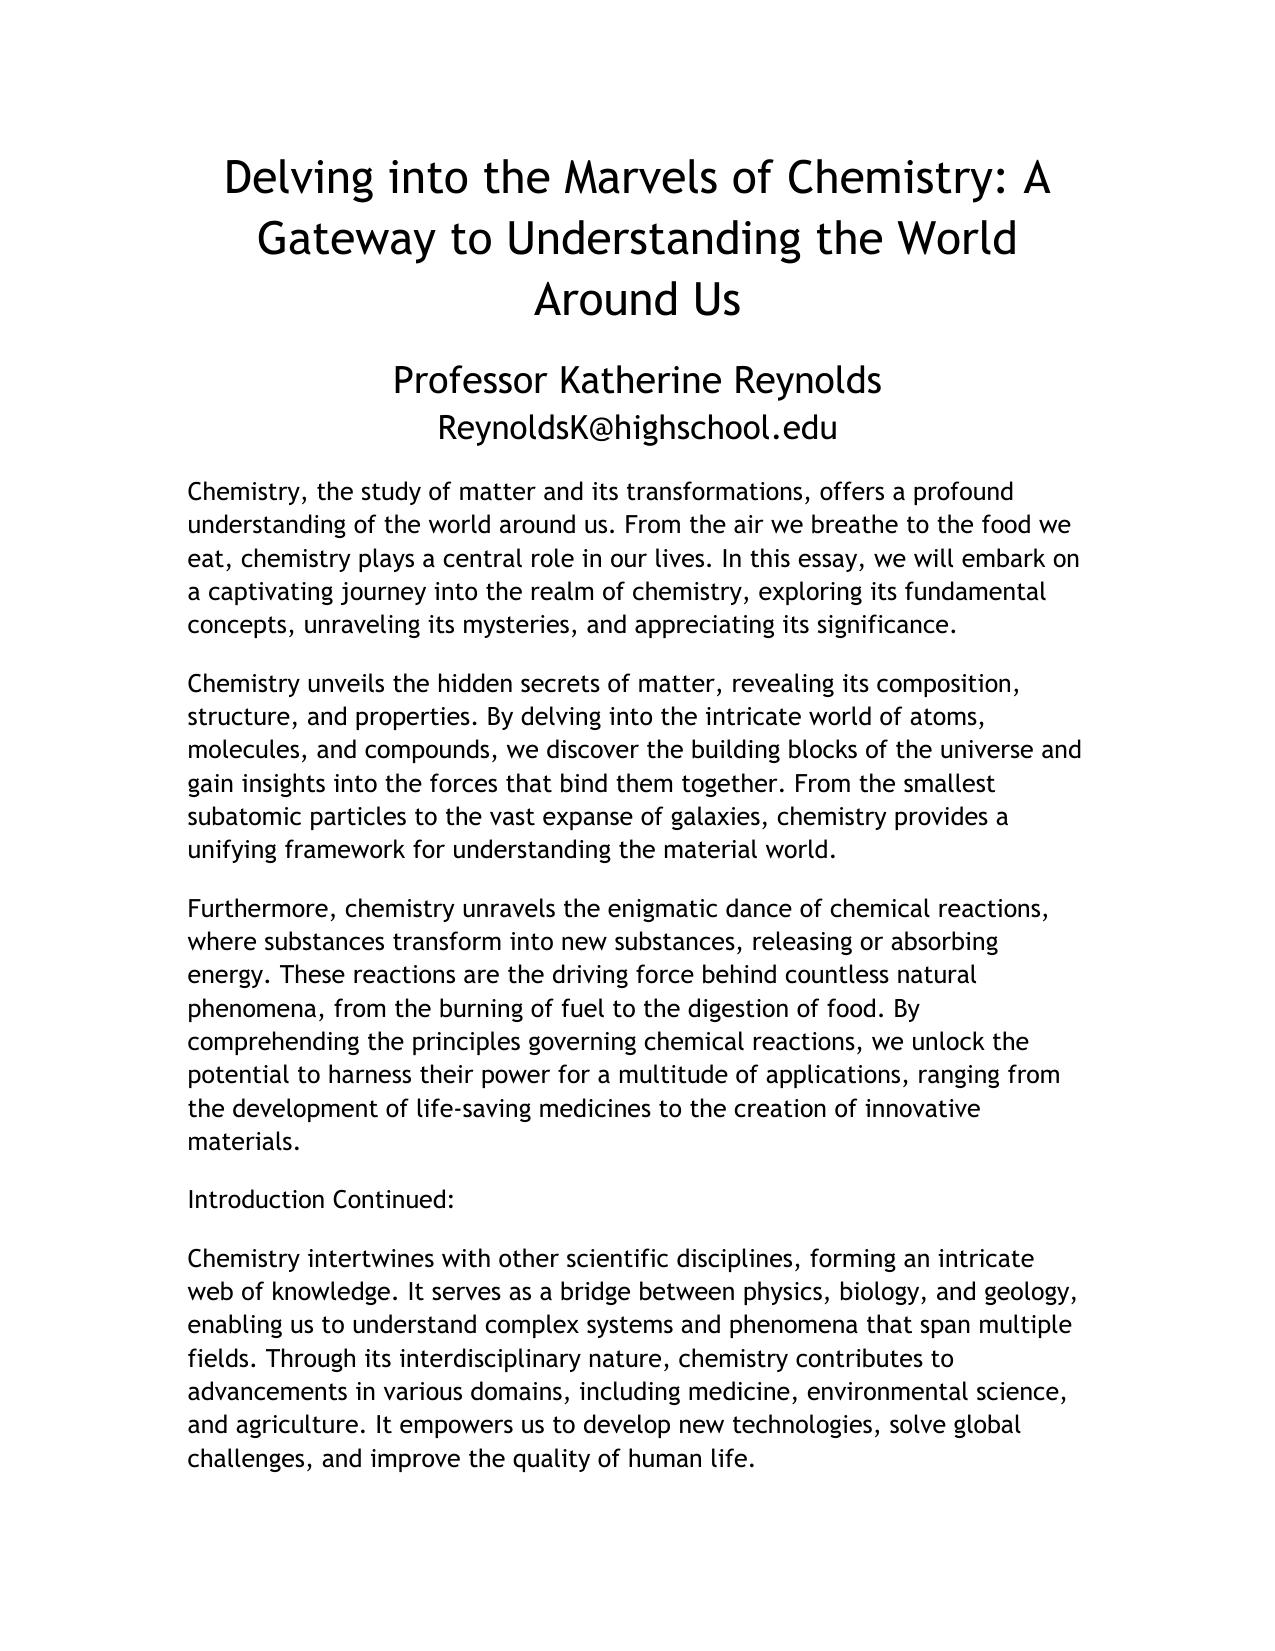 Delving into the Marvels of Chemistry: A
Gateway to Understanding the World
Around Us
Professor Katherine Reynolds
ReynoldsK@highschool.edu
Chemistry, the study of matter and its transformations, offers a profound
understanding of the world around us. From the air we breathe to the food we
eat, chemistry plays a central role in our lives. In this essay, we will embark on
a captivating journey into the realm of chemistry, exploring its fundamental
concepts, unraveling its mysteries, and appreciating its significance.
Chemistry unveils the hidden secrets of matter, revealing its composition,
structure, and properties. By delving into the intricate world of atoms,
molecules, and compounds, we discover the building blocks of the universe and
gain insights into the forces that bind them together. From the smallest
subatomic particles to the vast expanse of galaxies, chemistry provides a
unifying framework for understanding the material world.
Furthermore, chemistry unravels the enigmatic dance of chemical reactions,
where substances transform into new substances, releasing or absorbing
energy. These reactions are the driving force behind countless natural
phenomena, from the burning of fuel to the digestion of food. By
comprehending the principles governing chemical reactions, we unlock the
potential to harness their power for a multitude of applications, ranging from
the development of life-saving medicines to the creation of innovative
materials.
Introduction Continued:
Chemistry intertwines with other scientific disciplines, forming an intricate
web of knowledge. It serves as a bridge between physics, biology, and geology,
enabling us to understand complex systems and phenomena that span multiple
fields. Through its interdisciplinary nature, chemistry contributes to
advancements in various domains, including medicine, environmental science,
and agriculture. It empowers us to develop new technologies, solve global
challenges, and improve the quality of human life.